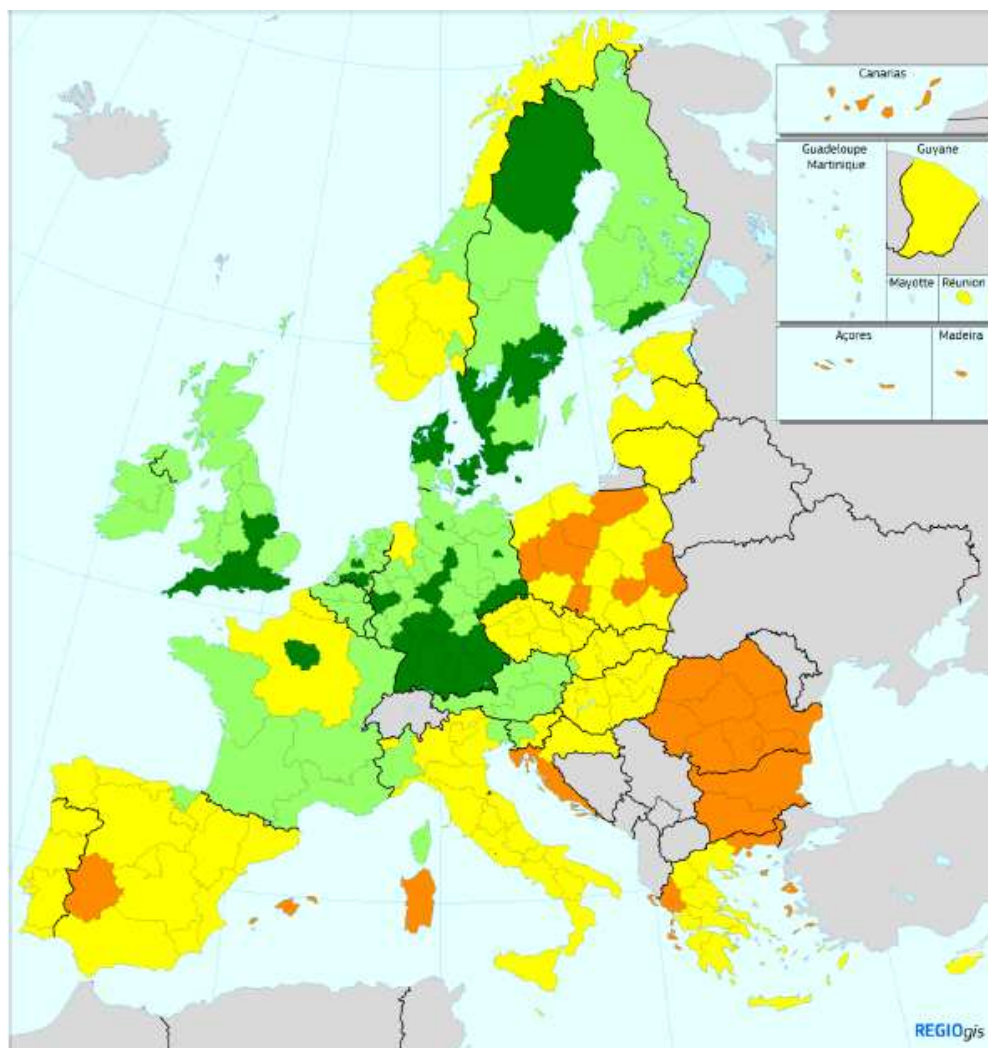 Canarias
Guadeloupe
Martinique
Guyane
Mayotte
Réunion
Açores
Madeira
REGIOgis